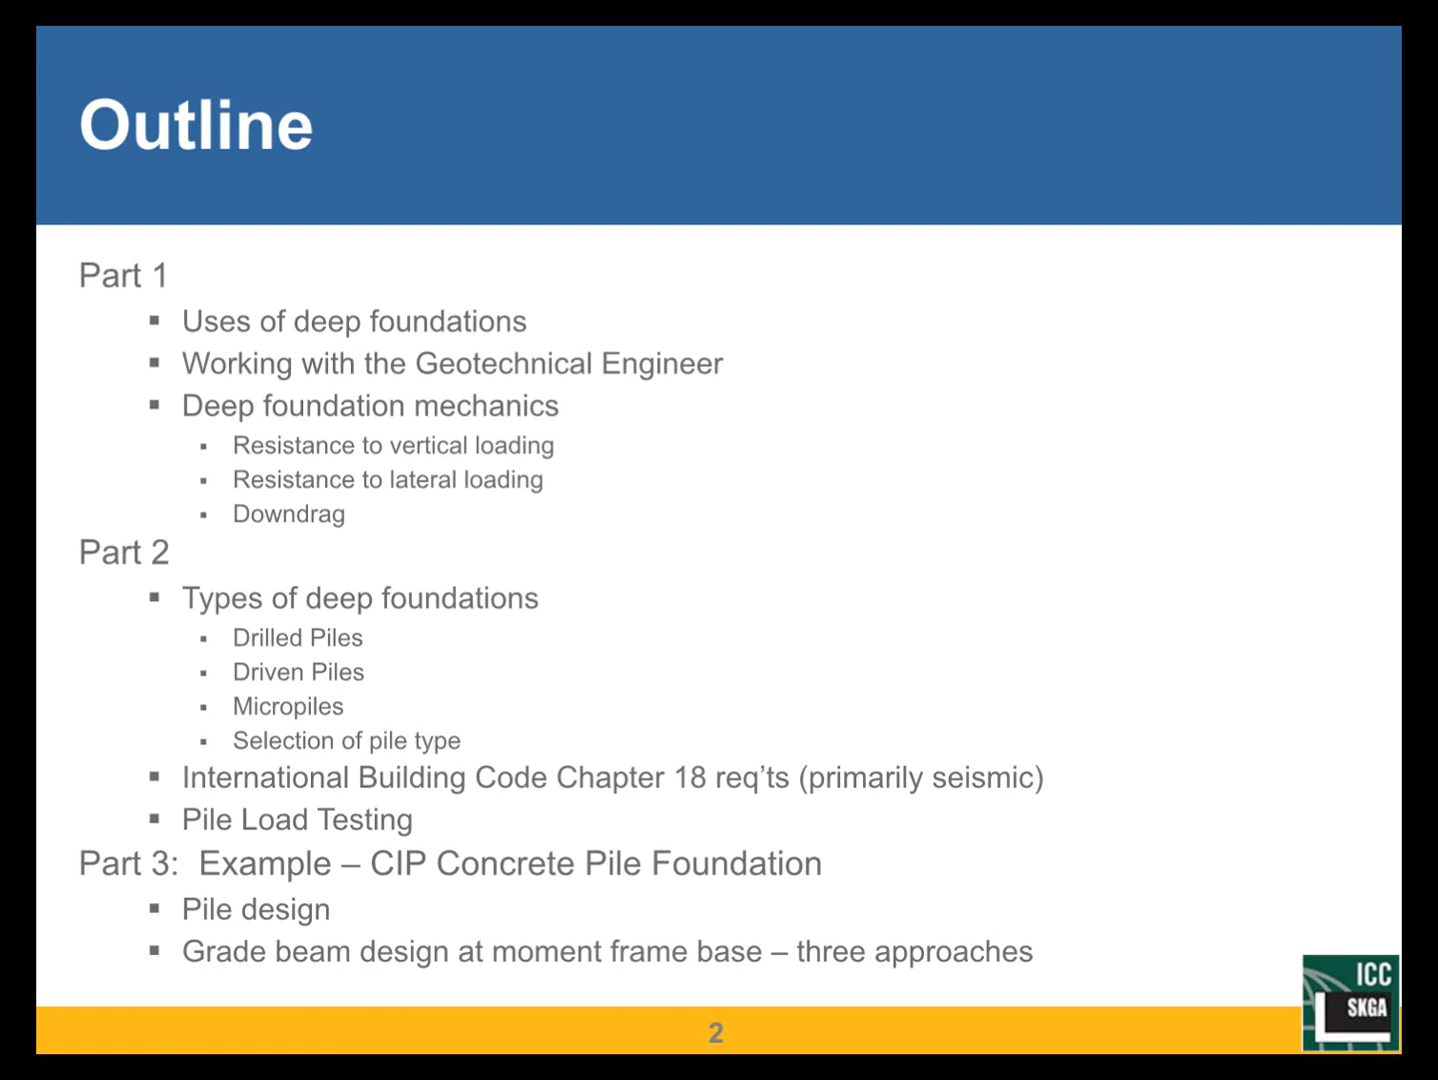 Outline
Part 1
▪ Uses of deep foundations
▪ Working with the Geotechnical Engineer
▪ Deep foundation mechanics
▪ Resistance to vertical loading
▪ Resistance to lateral loading
▪ Downdrag
Part 2
▪ Types of deep foundations
▪ Drilled Piles
▪ Driven Piles
▪ Micropiles
▪ Selection of pile type
▪ International Building Code Chapter 18 req’ts (primarily seismic)
▪ Pile Load Testing
Part 3: Example – CIP Concrete Pile Foundation
▪ Pile design
▪ Grade beam design at moment frame base – three approaches
ICC
SKGA
2